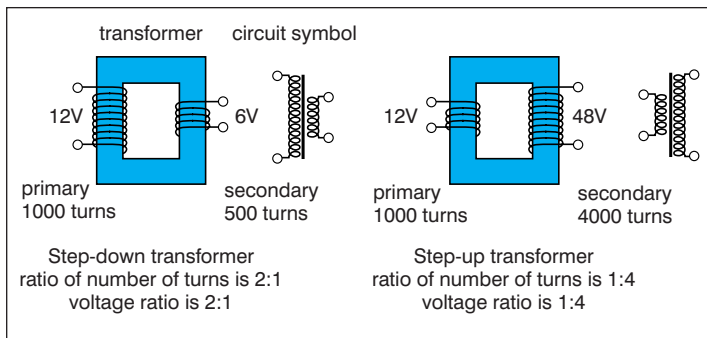 transformer circuit symbol
12V 6V 12V 48V
primary secondary primary secondary
1000 turns 500 turns 1000 turns 4000 turns
Step-down transformer Step-up transformer
ratio of number of turns is 2:1 ratio of number of turns is 1:4
voltage ratio is 2:1 voltage ratio is 1:4